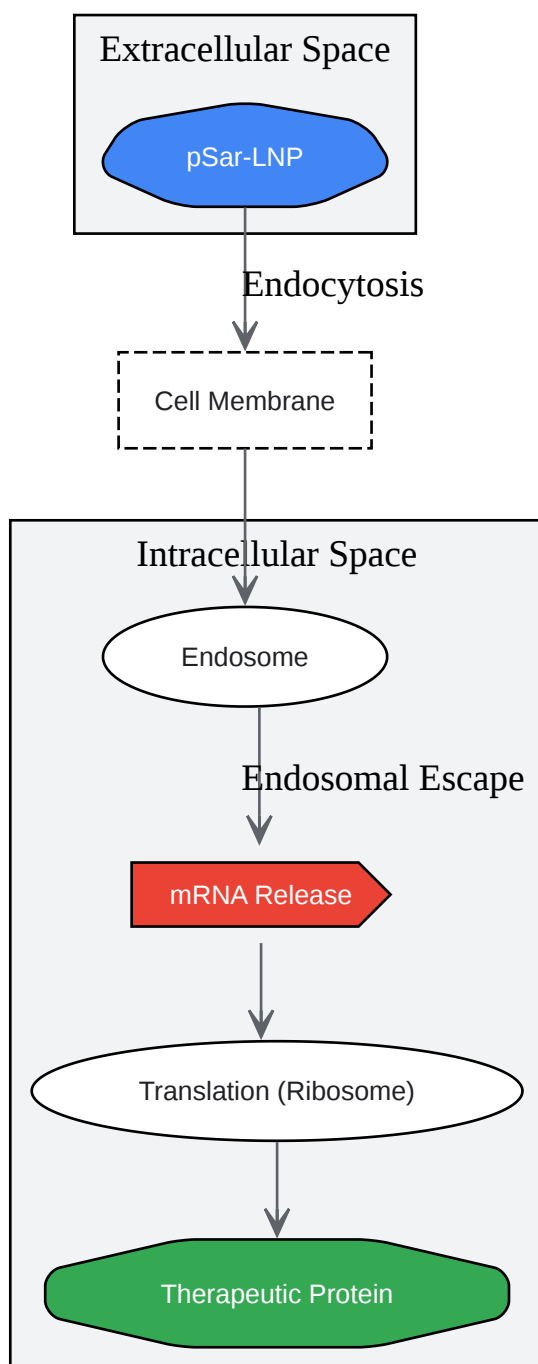 Extracellular Space
pSar-LNP
Endocytosis
Cell Membrane
Intracellular Space
Endosome
Endosomal Escape
mRNA Release
Translation (Ribosome)
Therapeutic Protein